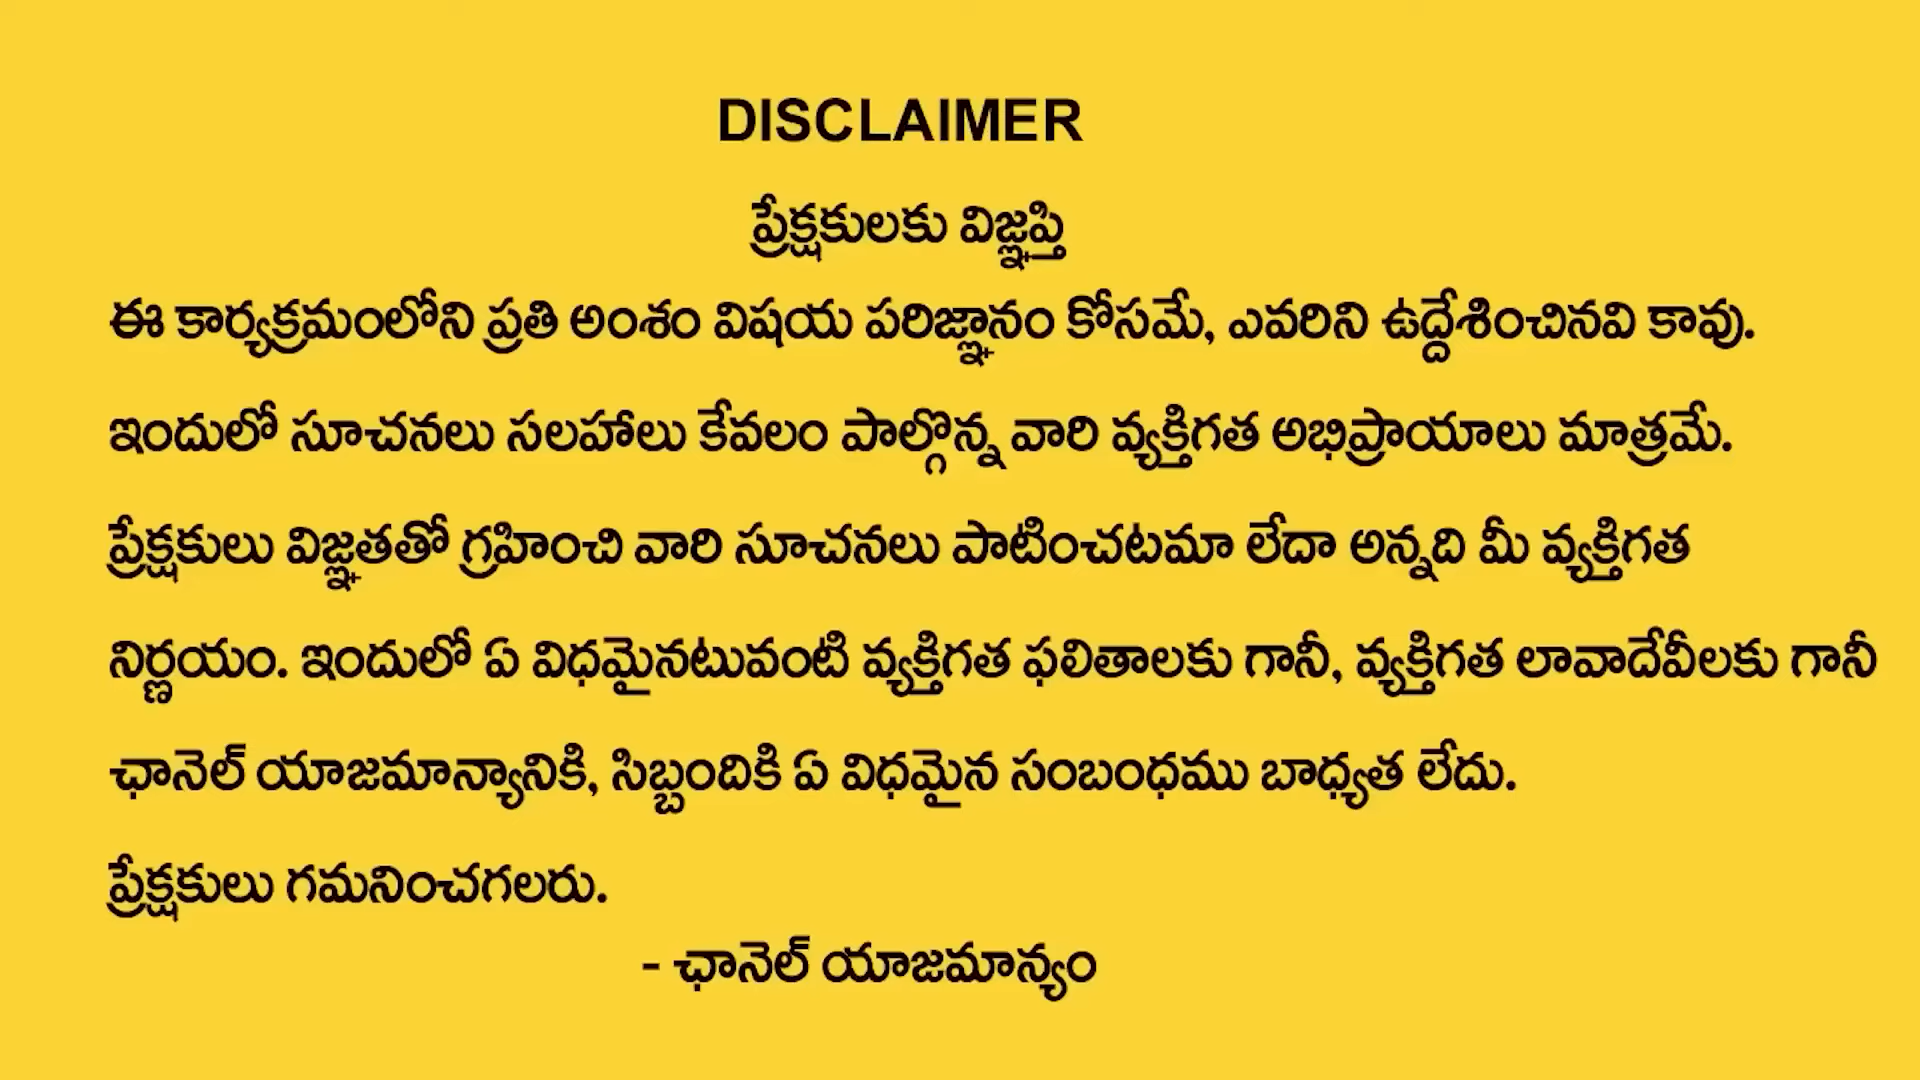 DISCLAIMER
ప్రేక్షకులకు విజ్ఞప్తి
ఈ కార్యక్రమంలోని ప్రతి అంశం విషయ పరిజ్ఞానం కోసమే, ఎవరిని ఉద్దేశించినవి కావు.
ఇందులో సూచనలు సలహాలు కేవలం పాల్గొన్న వారి వ్యక్తిగత అభిప్రాయాలు మాత్రమే.
ప్రేక్షకులు విజ్ఞతతో గ్రహించి వారి సూచనలు పాటించటమా లేదా అన్నది మీ వ్యక్తిగత
నిర్ణయం. ఇందులో ఏ విధమైనటువంటి వ్యక్తిగత ఫలితాలకు గానీ, వ్యక్తిగత లావాదేవీలకు గానీ
ఛానెల్ యాజమాన్యానికి, సిబ్బందికి ఏ విధమైన సంబంధము బాధ్యత లేదు.
ప్రేక్షకులు గమనించగలరు.
- ఛానెల్ యాజమాన్యం